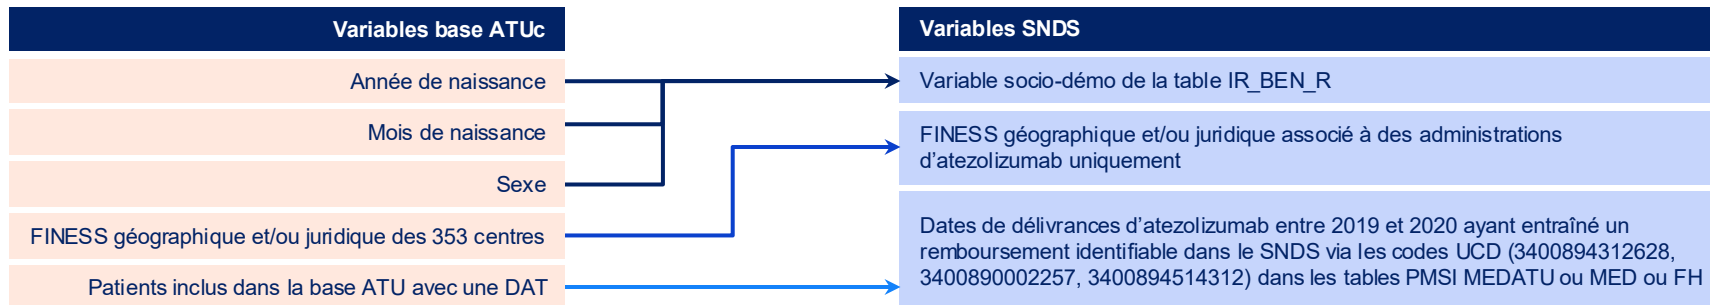 Variables base ATUc
Année de naissance
Mois de naissance
Sexe
FINESS géographique et/ou juridique des 353 centres
Patients inclus dans la base ATU avec une DAT
Variables SNDS
Variable socio-démo de la table IR_BEN_R
FINESS géographique et/ou juridique associé à des administrations
d’atezolizumab uniquement
Dates de délivrances d’atezolizumab entre 2019 et 2020 ayant entraîné un
remboursement identifiable dans le SNDS via les codes UCD (3400894312628,
3400890002257, 3400894514312) dans les tables PMSI MEDATU ou MED ou FH